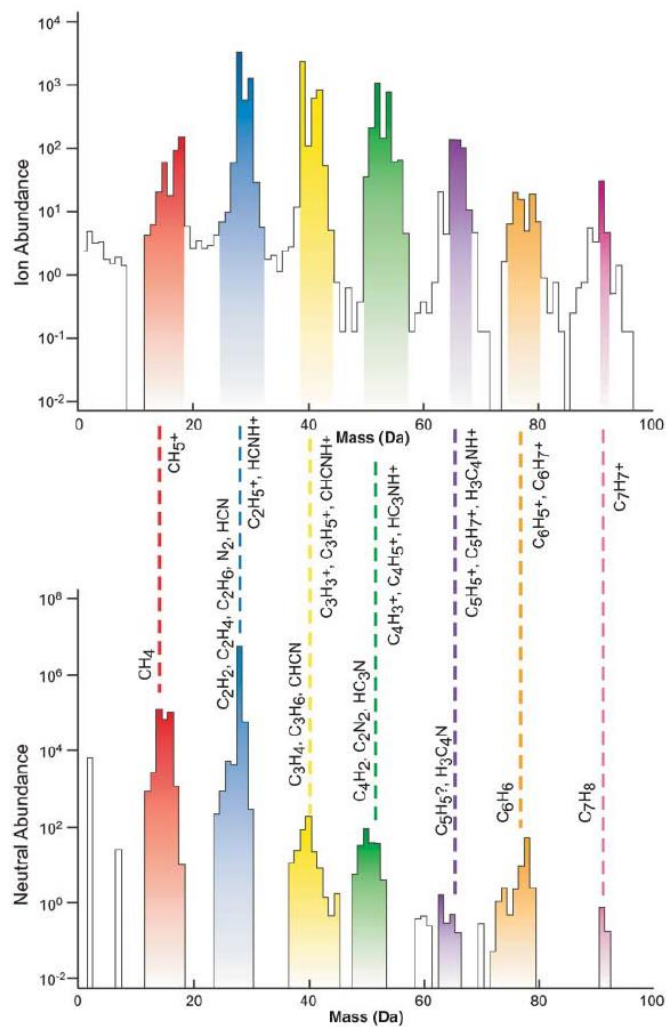 10⁴
10³
10²
10¹
10⁰
10⁻¹
10⁻²
Ion Abundance
0 20 40 60 80 100
Mass (Da)
CH₅+
C₂H₅+, HCNH+
C₃H₃+, C₃H₅+, CHCNH+
C₄H₃+, C₄H₅+, HC₃NH+
C₅H₅+, C₅H₇+, H₃C₄NH+
C₆H₅+, C₆H₇+
C₇H₇+
CH₄
C₂H₂, C₂H₄, C₂H₆, N₂, HCN
C₃H₄, C₃H₆, CHCN
C₄H₂, C₂N₂, HC₃N
C₅H₅?, H₃C₄N
C₆H₆
C₇H₈
10⁸
10⁶
10⁴
10²
10⁰
10⁻²
Neutral Abundance
0 20 40 60 80 100
Mass (Da)